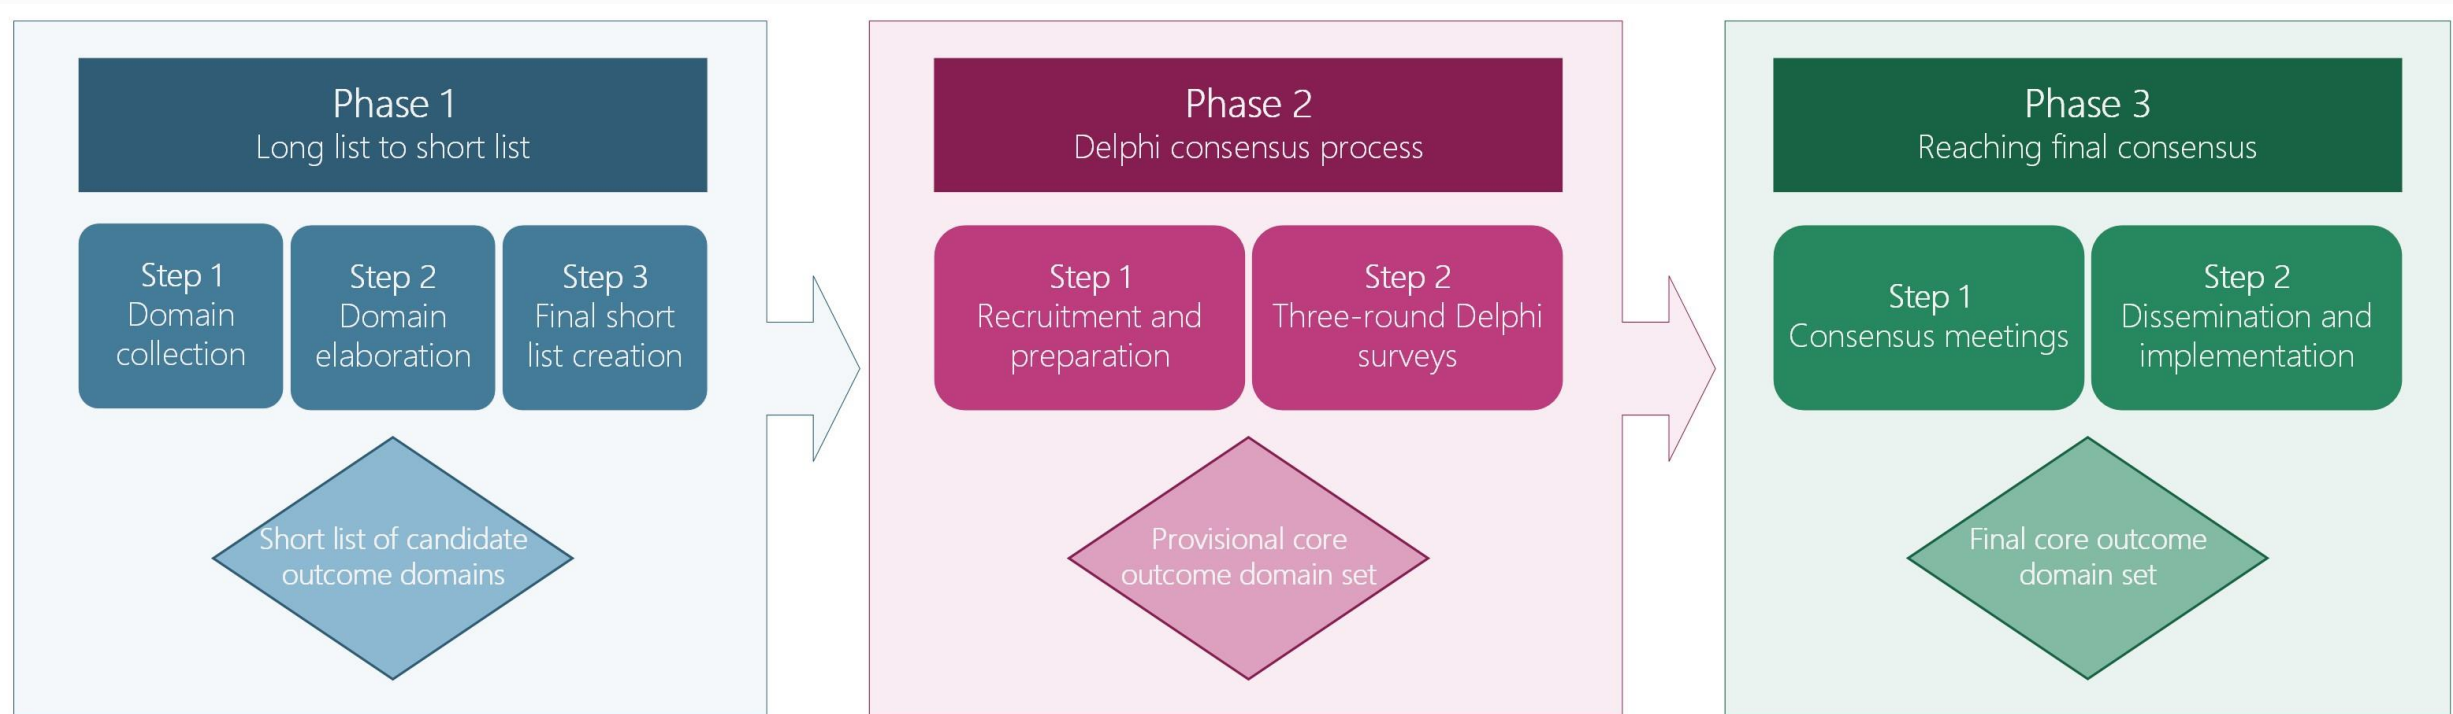 Phase 1
Long list to short list
Step 1
Domain
collection
Step 2
Domain
elaboration
Step 3
Final short
list creation
Short list of candidate
outcome domains
Phase 2
Delphi consensus process
Step 1
Recruitment and
preparation
Step 2
Three-round Delphi
surveys
Provisional core
outcome domain set
Phase 3
Reaching final consensus
Step 1
Consensus meetings
Step 2
Dissemination and
implementation
Final core outcome
domain set